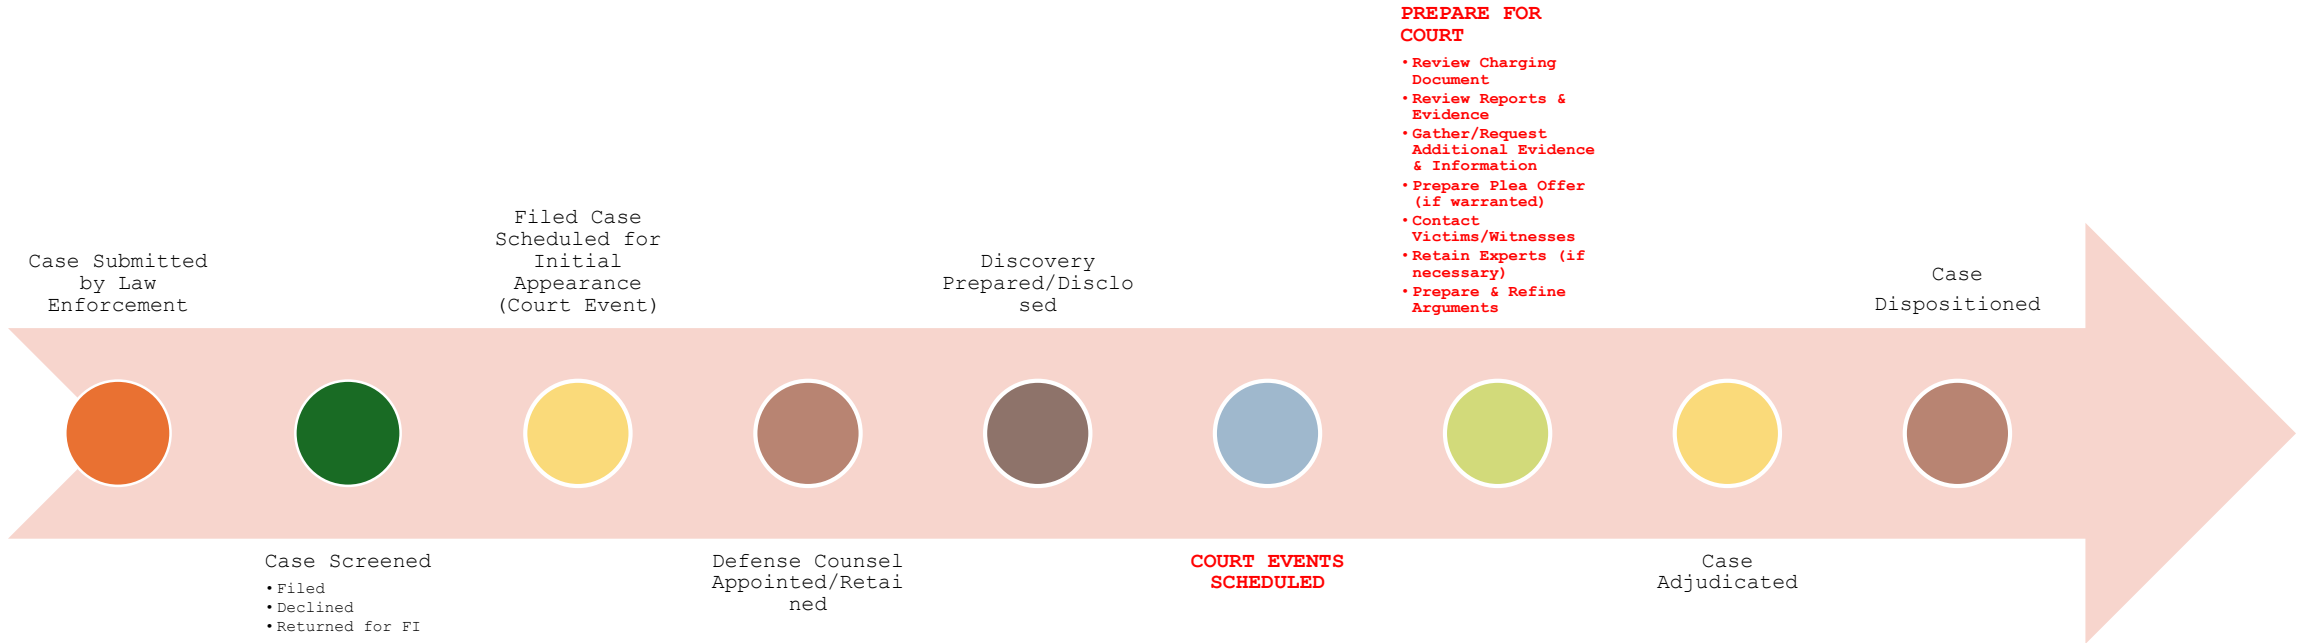 Case Submitted
by Law
Enforcement
Case Screened
• Filed
• Declined
• Returned for FI
Filed Case
Scheduled for
Initial
Appearance
(Court Event)
Defense Counsel
Appointed/Retai
ned
Discovery
Prepared/Disclo
sed
COURT EVENTS
SCHEDULED
PREPARE FOR
COURT
• Review Charging
Document
• Review Reports &
Evidence
• Gather/Request
Additional Evidence
& Information
• Prepare Plea Offer
(if warranted)
• Contact
Victims/Witnesses
• Retain Experts (if
necessary)
• Prepare & Refine
Arguments
Case
Adjudicated
Case
Dispositioned